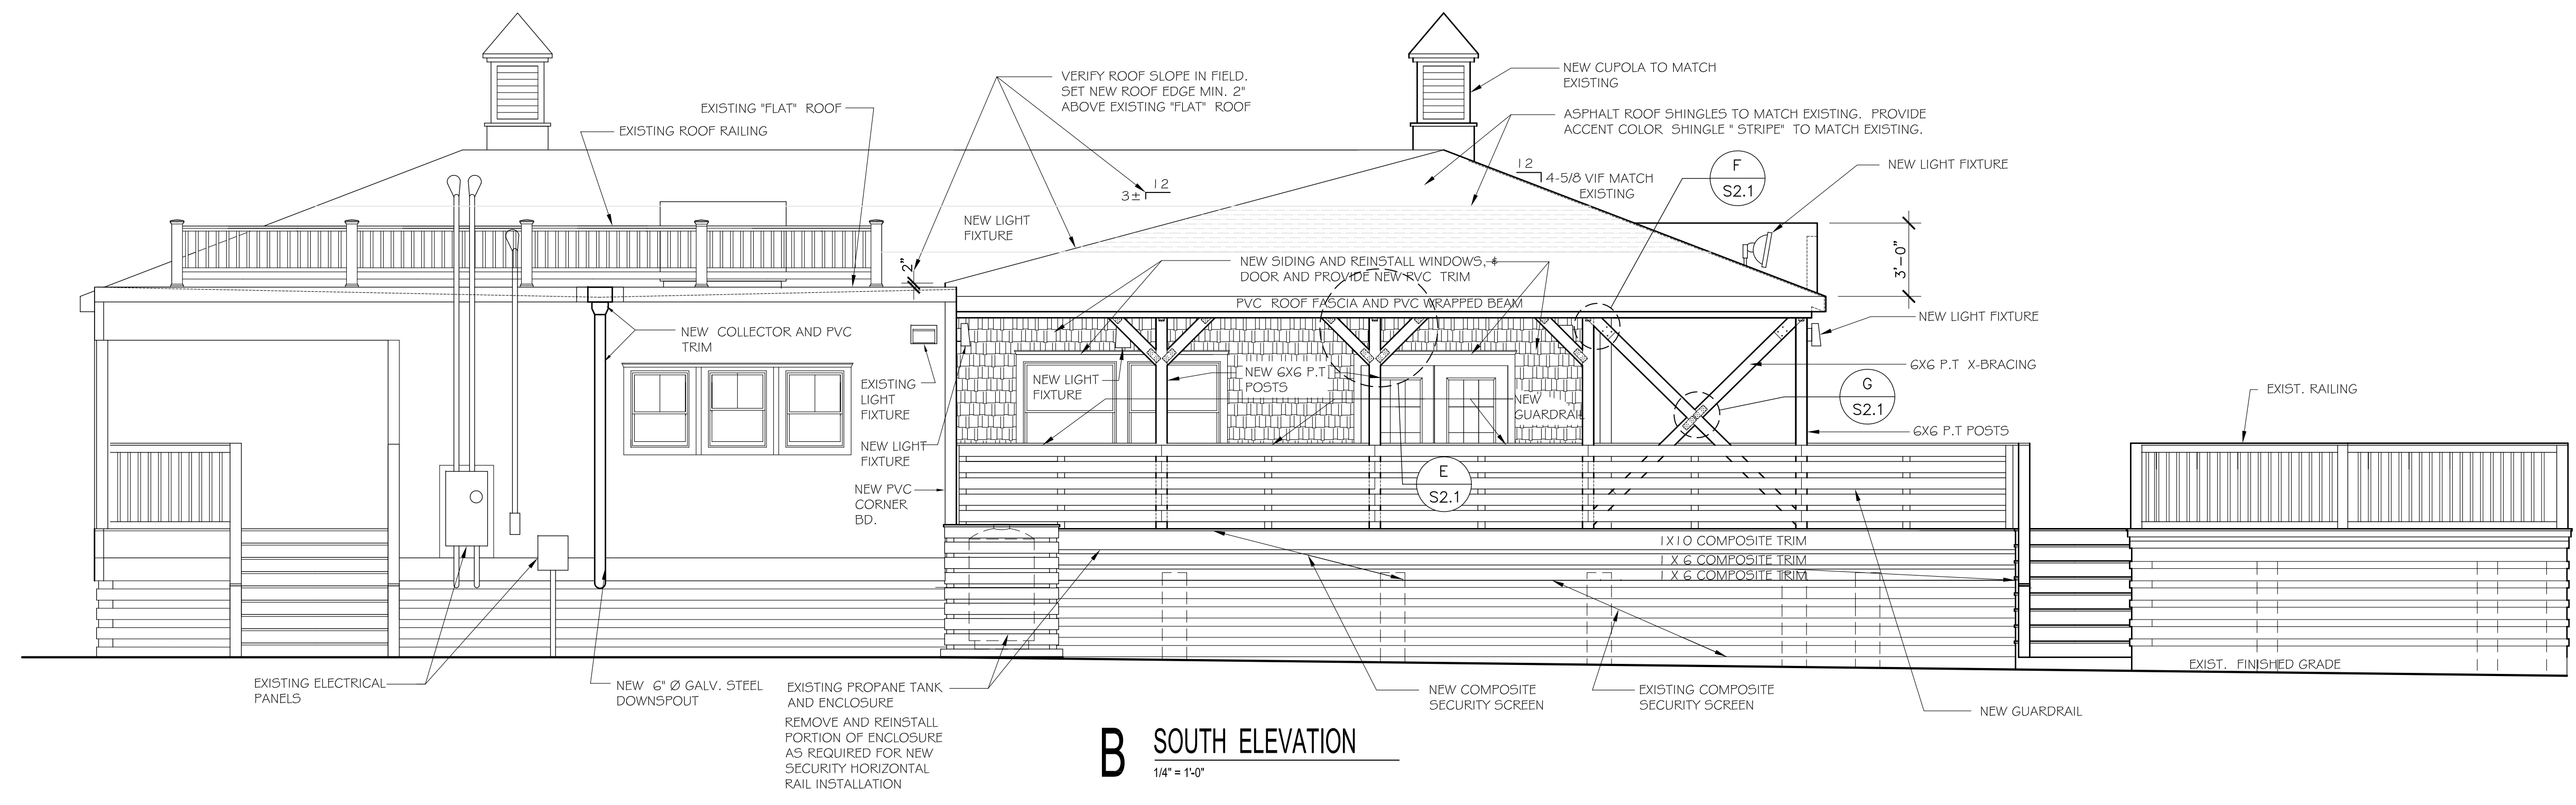 VERIFY ROOF SLOPE IN FIELD.
SET NEW ROOF EDGE MIN. 2"
ABOVE EXISTING "FLAT" ROOF
NEW CUPOLA TO MATCH
EXISTING
EXISTING "FLAT" ROOF
EXISTING ROOF RAILING
ASPHALT ROOF SHINGLES TO MATCH EXISTING. PROVIDE
ACCENT COLOR SHINGLE " STRIPE" TO MATCH EXISTING.
12
4-5/8 VIF MATCH
EXISTING
F
S2.1
NEW LIGHT FIXTURE
12
3±
NEW LIGHT
FIXTURE
3'-0"
2"
NEW SIDING AND REINSTALL WINDOWS, &
DOOR AND PROVIDE NEW PVC TRIM
PVC ROOF FASCIA AND PVC WRAPPED BEAM
NEW LIGHT FIXTURE
NEW COLLECTOR AND PVC
TRIM
EXISTING
LIGHT
FIXTURE
NEW LIGHT
FIXTURE
NEW 6X6 P.T
POSTS
NEW
GUARDRAIL
6X6 P.T X-BRACING
G
S2.1
EXIST. RAILING
6X6 P.T POSTS
NEW LIGHT
FIXTURE
E
S2.1
NEW PVC
CORNER
BD.
1X10 COMPOSITE TRIM
1 X 6 COMPOSITE TRIM
1 X 6 COMPOSITE TRIM
EXIST. FINISHED GRADE
EXISTING ELECTRICAL
PANELS
NEW 6" Ø GALV. STEEL
DOWNSPOUT
EXISTING PROPANE TANK
AND ENCLOSURE
REMOVE AND REINSTALL
PORTION OF ENCLOSURE
AS REQUIRED FOR NEW
SECURITY HORIZONTAL
RAIL INSTALLATION
NEW COMPOSITE
SECURITY SCREEN
EXISTING COMPOSITE
SECURITY SCREEN
NEW GUARDRAIL
B
SOUTH ELEVATION
1/4" = 1'-0"